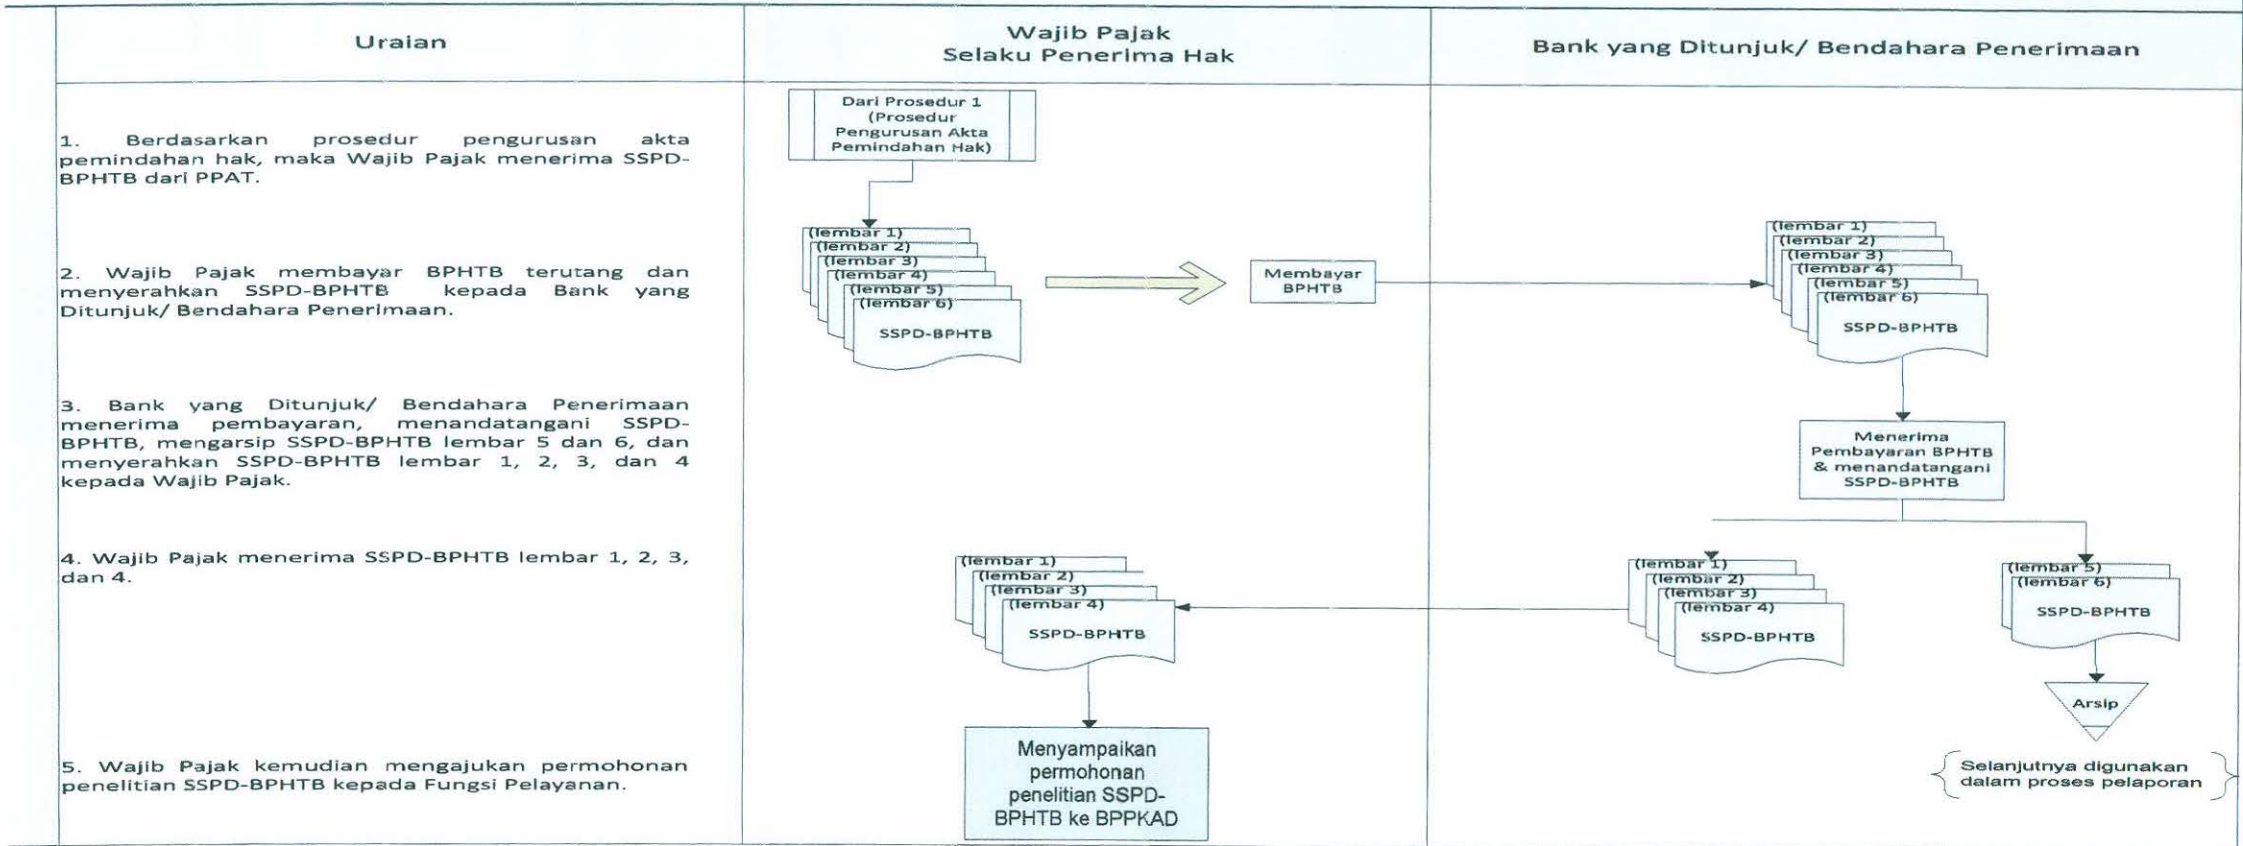 Uraian
Wajib Pajak
Selaku Penerima Hak
Bank yang Ditunjuk/ Bendahara Penerimaan
1. Berdasarkan prosedur pengurusan akta
pemindahan hak, maka Wajib Pajak menerima SSPD-
BPHTB dari PPAT.
2. Wajib Pajak membayar BPHTB terutang dan
menyerahkan SSPD-BPHTB kepada Bank yang
Ditunjuk/ Bendahara Penerimaan.
3. Bank yang Ditunjuk/ Bendahara Penerimaan
menerima pembayaran, menandatangani SSPD-
BPHTB, mengarsip SSPD-BPHTB lembar 5 dan 6, dan
menyerahkan SSPD-BPHTB lembar 1, 2, 3, dan 4
kepada Wajib Pajak.
4. Wajib Pajak menerima SSPD-BPHTB lembar 1, 2, 3,
dan 4.
5. Wajib Pajak kemudian mengajukan permohonan
penelitian SSPD-BPHTB kepada Fungsi Pelayanan.
Dari Prosedur 1
(Prosedur
Pengurusan Akta
Pemindahan Hak)
(lembar 1)
(lembar 2)
(lembar 3)
(lembar 4)
(lembar 5)
(lembar 6)
SSPD-BPHTB
Membayar
BPHTB
(lembar 1)
(lembar 2)
(lembar 3)
(lembar 4)
SSPD-BPHTB
Menyampaikan
permohonan
penelitian SSPD-
BPHTB ke BPPKAD
(lembar 1)
(lembar 2)
(lembar 3)
(lembar 4)
(lembar 5)
(lembar 6)
SSPD-BPHTB
Menerima
Pembayaran BPHTB
& menandatangani
SSPD-BPHTB
(lembar 1)
(lembar 2)
(lembar 3)
(lembar 4)
SSPD-BPHTB
(lembar 5)
(lembar 6)
SSPD-BPHTB
Arsip
Selanjutnya digunakan
dalam proses pelaporan